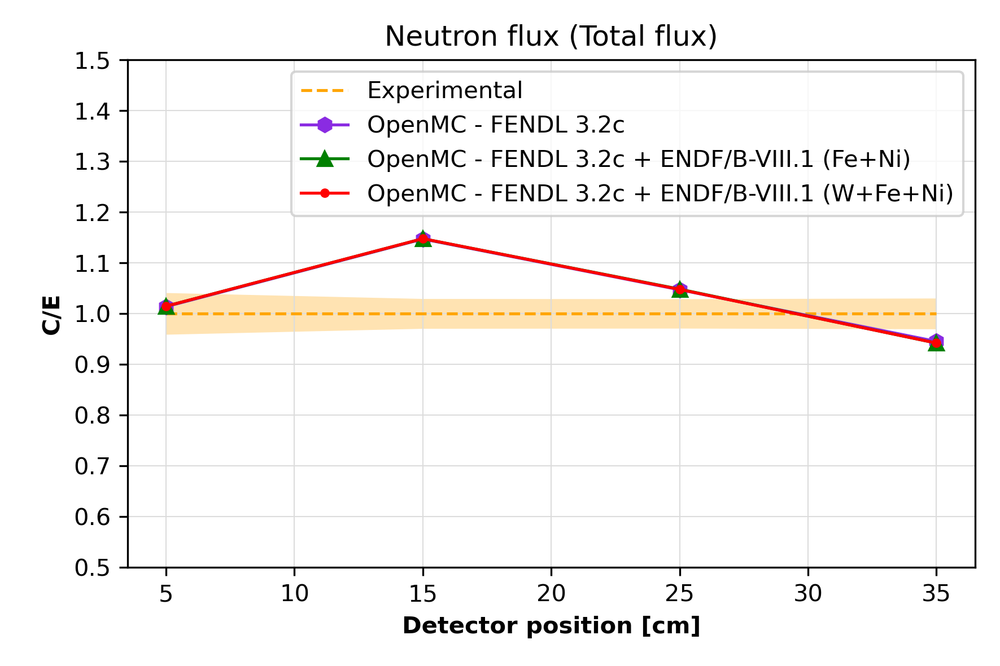 Neutron flux (Total flux)
1.5
1.4
1.3
1.2
1.1
1.0
0.9
0.8
0.7
0.6
0.5
C/E
Experimental
OpenMC - FENDL 3.2c
OpenMC - FENDL 3.2c + ENDF/B-VIII.1 (Fe+Ni)
OpenMC - FENDL 3.2c + ENDF/B-VIII.1 (W+Fe+Ni)
5 10 15 20 25 30 35
Detector position [cm]